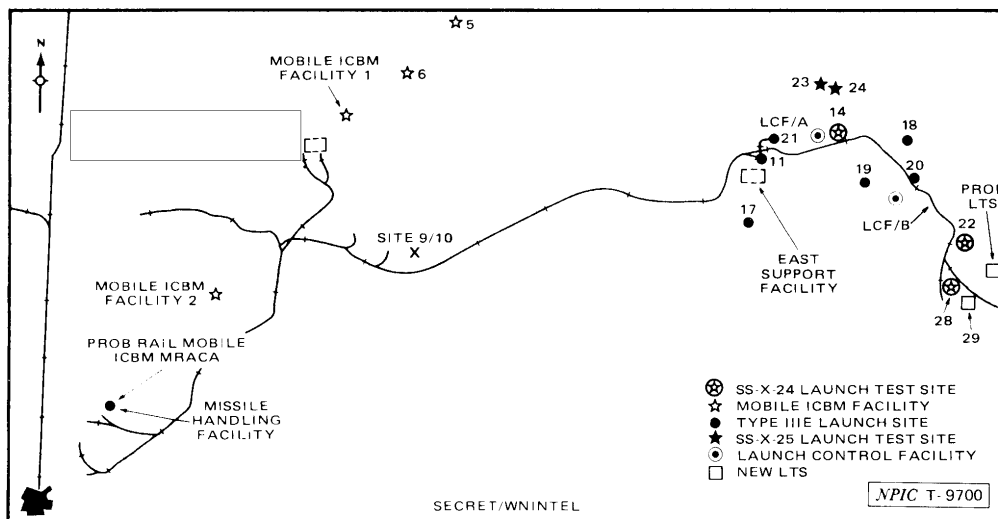 5
N
MOBILE ICBM
FACILITY 1
6
23
24
14
LCF/A
21
18
11
19
20
PROB
LTS
17
LCF/B
22
SITE 9/10
X
EAST
SUPPORT
FACILITY
MOBILE ICBM
FACILITY 2
28
29
PROB RAIL MOBILE
ICBM MRACA
MISSILE
HANDLING
FACILITY
SS-X-24 LAUNCH TEST SITE
MOBILE ICBM FACILITY
TYPE IIIE LAUNCH SITE
SS-X-25 LAUNCH TEST SITE
LAUNCH CONTROL FACILITY
NEW LTS
SECRET/WNINTEL
NPIC T-9700